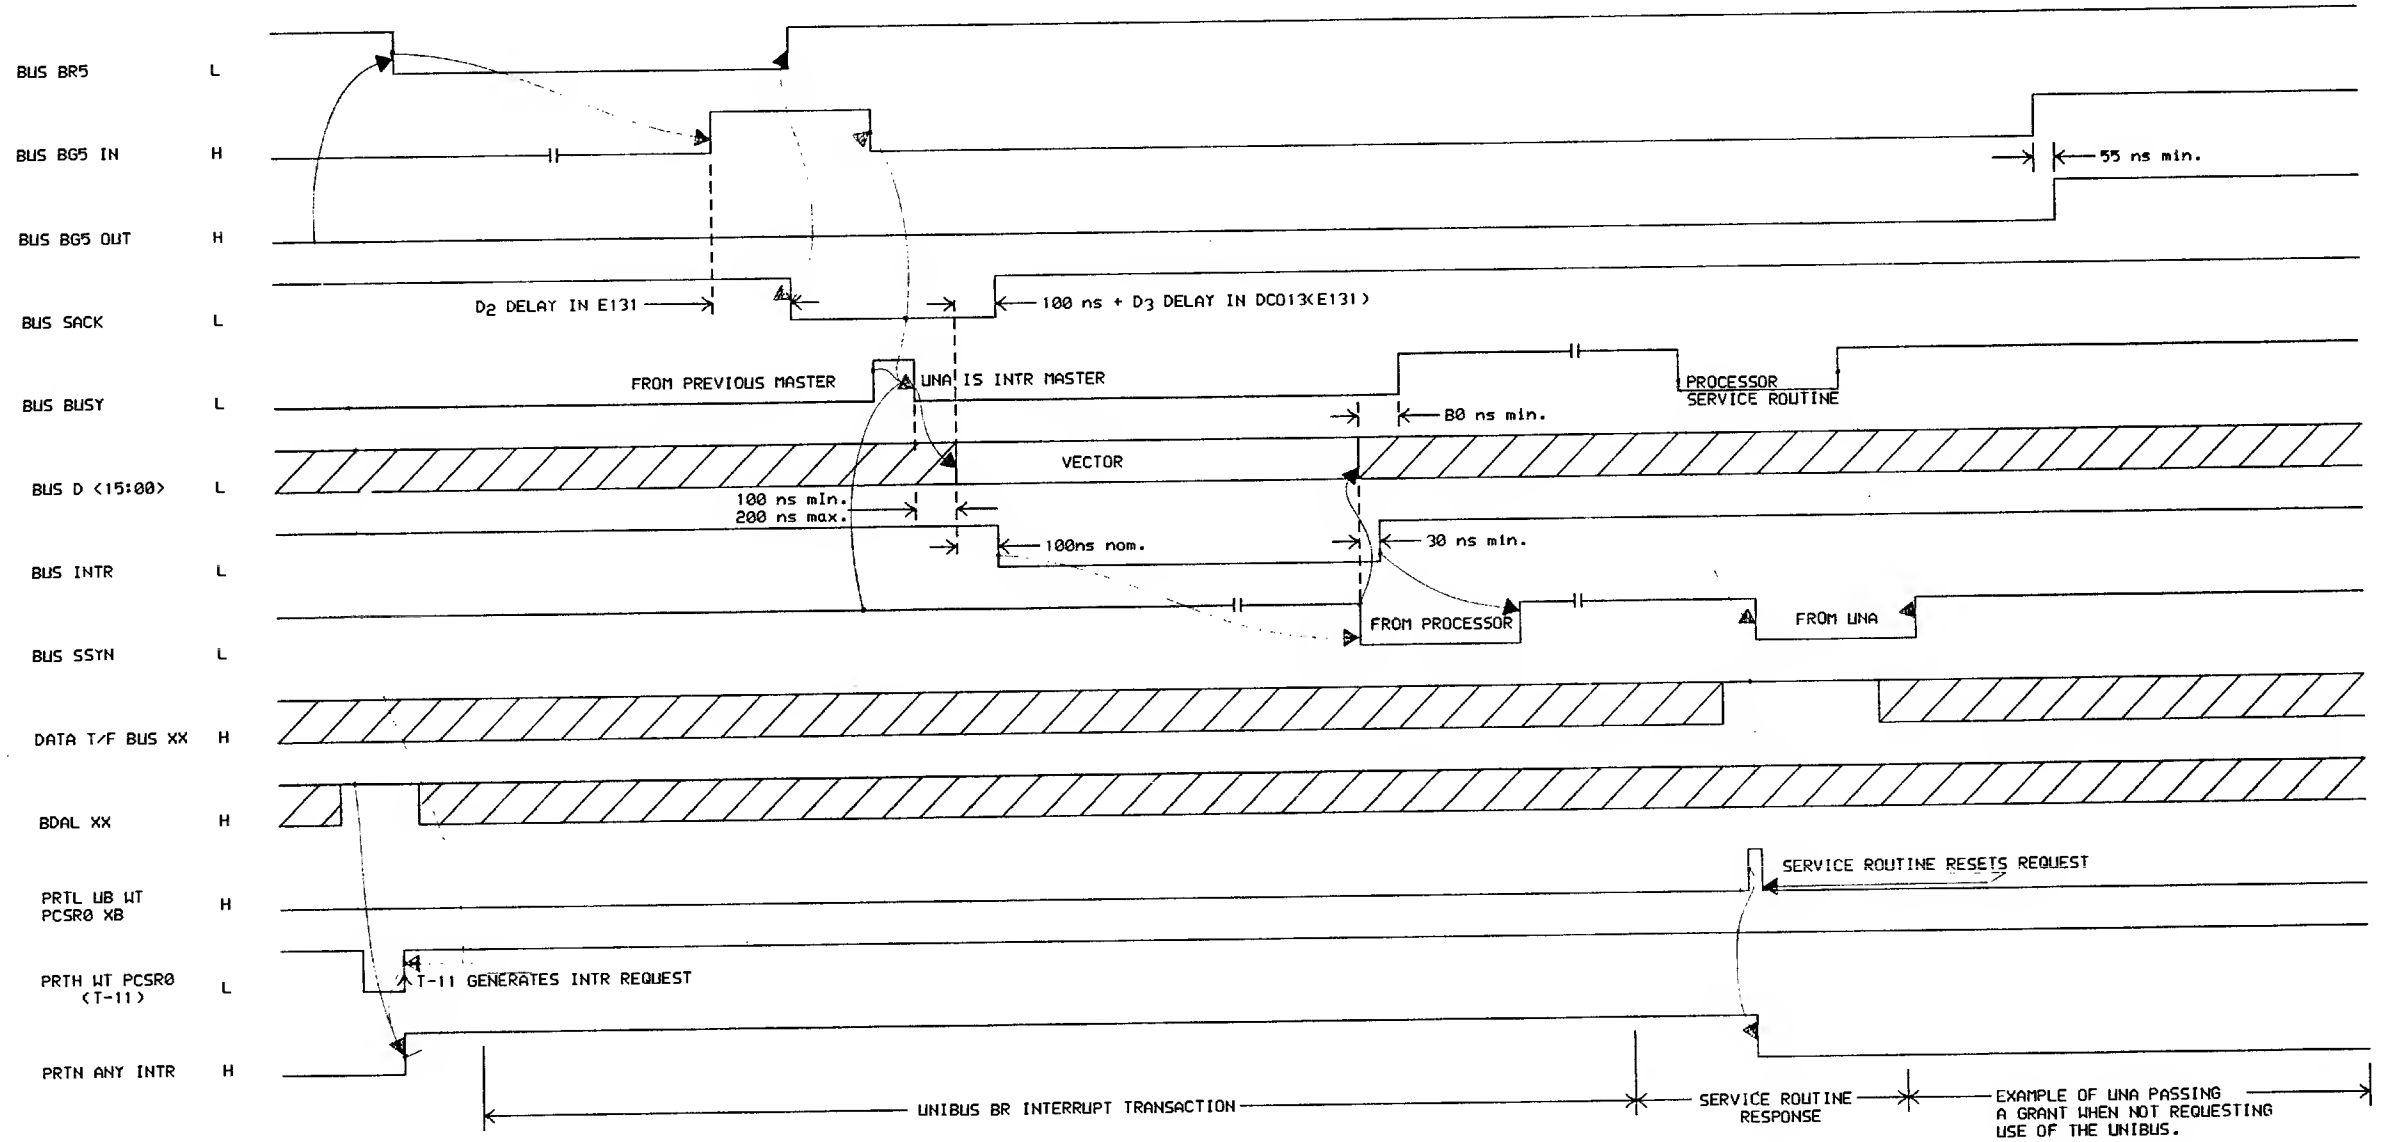 BUS BR5 L
BUS BG5 IN H
55 ns min.
BUS BG5 OUT H
D2 DELAY IN E131
100 ns + D3 DELAY IN DC013(E131)
BUS SACK L
FROM PREVIOUS MASTER
UNA IS INTR MASTER
PROCESSOR
SERVICE ROUTINE
BUS BUSY L
80 ns min.
VECTOR
BUS D <15:00> L
100 ns min.
200 ns max.
100ns nom.
30 ns min.
BUS INTR L
FROM PROCESSOR
FROM UNA
BUS SSYN L
DATA T/F BUS XX H
BDAL XX H
SERVICE ROUTINE RESETS REQUEST
PRTL UB WT
PCSR0 XB H
T-11 GENERATES INTR REQUEST
PRTH WT PCSR0
(T-11) L
PRTN ANY INTR H
UNIBUS BR INTERRUPT TRANSACTION
SERVICE ROUTINE
RESPONSE
EXAMPLE OF UNA PASSING
A GRANT WHEN NOT REQUESTING
USE OF THE UNIBUS.